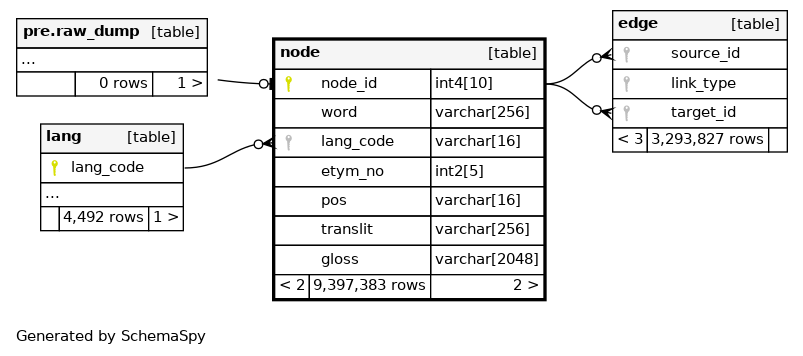 pre.raw_dump [table]
...
0 rows 1 >
lang [table]
lang_code
...
4,492 rows 1 >
node [table]
node_id int4[10]
word varchar[256]
lang_code varchar[16]
etym_no int2[5]
pos varchar[16]
translit varchar[256]
gloss varchar[2048]
< 2 9,397,383 rows 2 >
edge [table]
source_id
link_type
target_id
< 3 3,293,827 rows
Generated by SchemaSpy